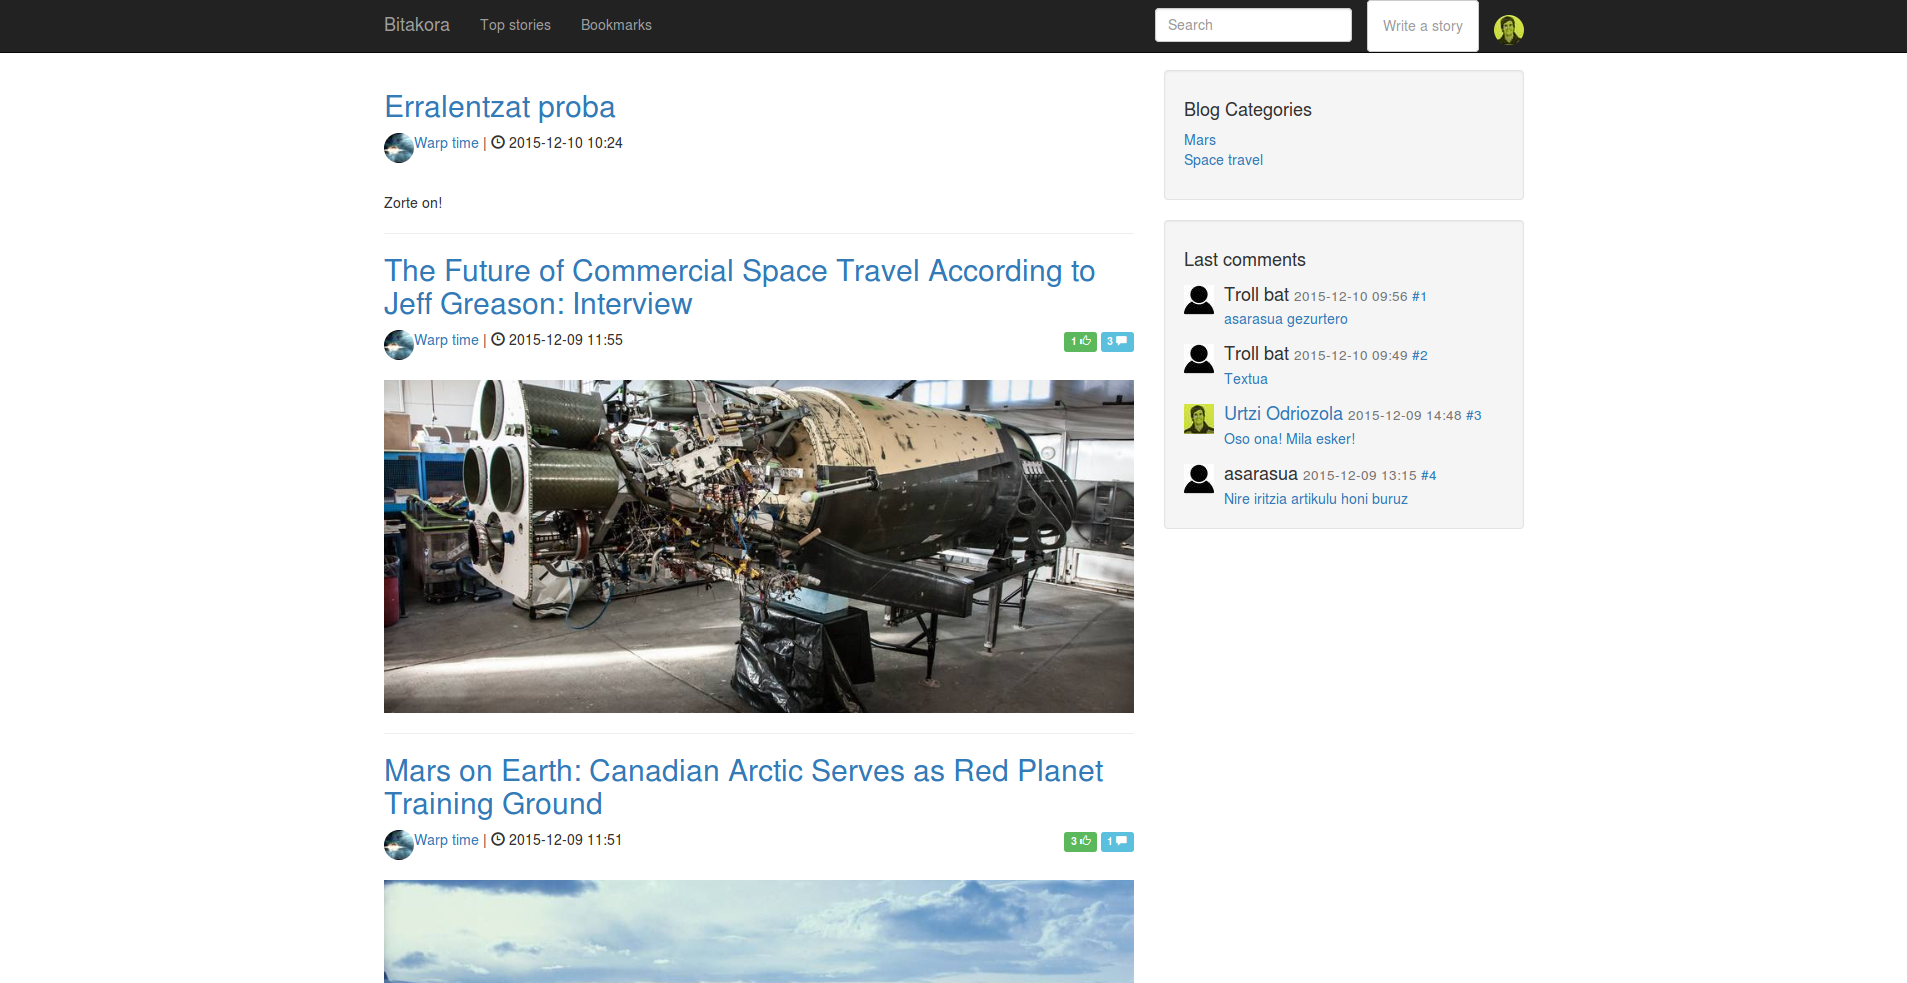 Bitakora Top stories Bookmarks Search Write a story
Erralentzat proba
Warp time | 2015-12-10 10:24
Zorte on!
The Future of Commercial Space Travel According to
Jeff Greason: Interview
Warp time | 2015-12-09 11:55 1 3
Mars on Earth: Canadian Arctic Serves as Red Planet
Training Ground
Warp time | 2015-12-09 11:51 3 1
Blog Categories
Mars
Space travel
Last comments
Troll bat 2015-12-10 09:56 #1
asarasua gezurtero
Troll bat 2015-12-10 09:49 #2
Textua
Urtzi Odriozola 2015-12-09 14:48 #3
Oso ona! Mila esker!
asarasua 2015-12-09 13:15 #4
Nire iritzia artikulu honi buruz